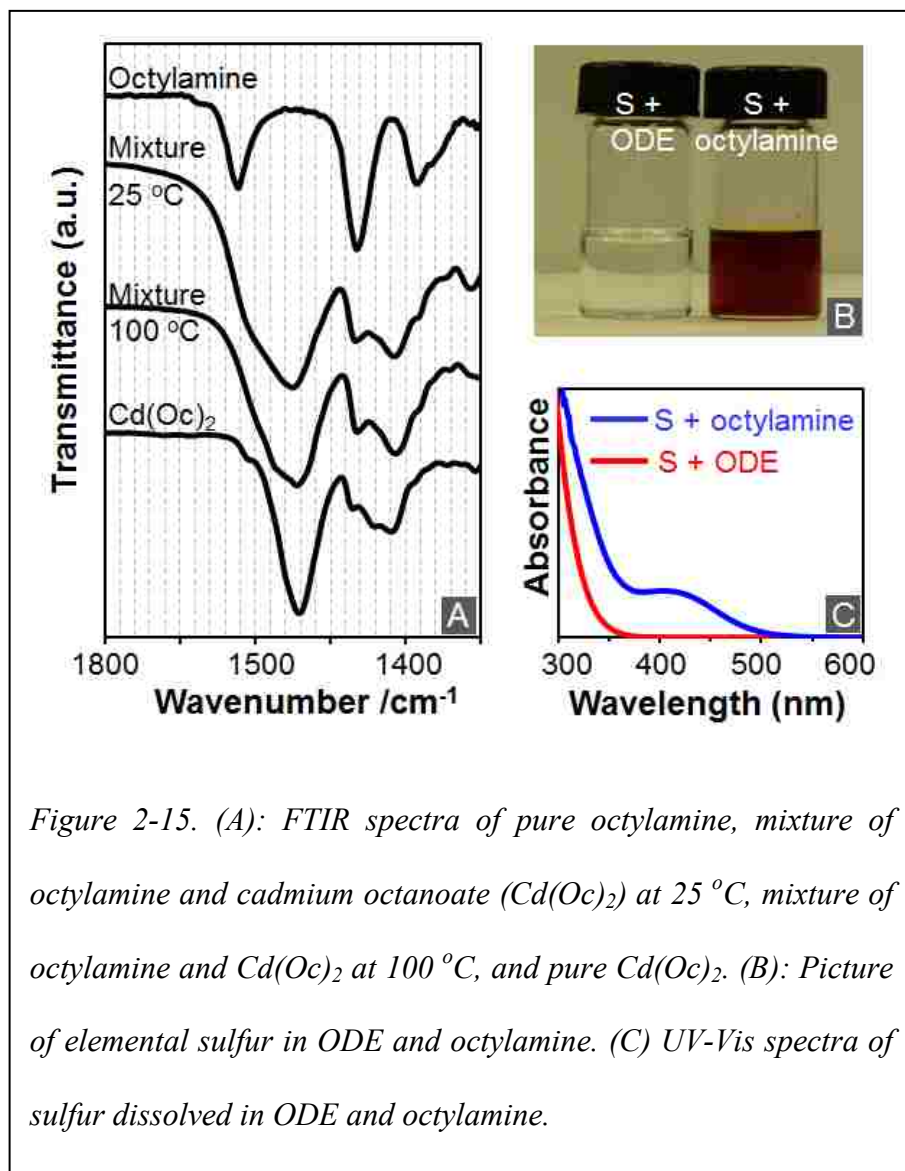 Octylamine
Mixture
25 °C
Mixture
100 °C
Cd(Oc)₂
A
Transmittance (a.u.)
1800 1500 1400
Wavenumber /cm⁻¹
S + ODE
S + octylamine
B
S + octylamine
S + ODE
C
Absorbance
300 400 500 600
Wavelength (nm)
Figure 2-15. (A): FTIR spectra of pure octylamine, mixture of
octylamine and cadmium octanoate (Cd(Oc)₂) at 25 °C, mixture of
octylamine and Cd(Oc)₂ at 100 °C, and pure Cd(Oc)₂. (B): Picture
of elemental sulfur in ODE and octylamine. (C) UV-Vis spectra of
sulfur dissolved in ODE and octylamine.